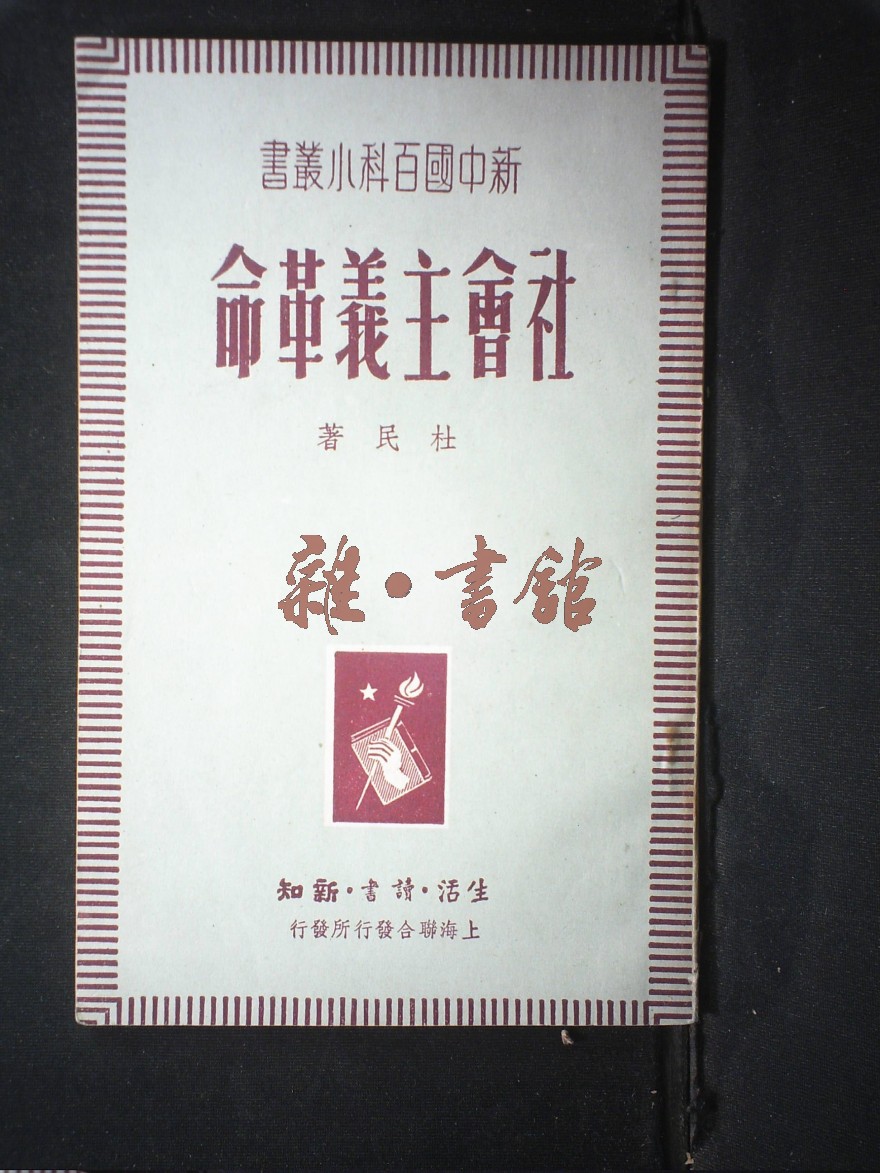 新中國百科小叢書
社會主義革命
杜民著
雜·書館
生活·讀書·新知
上海聯合發行所發行